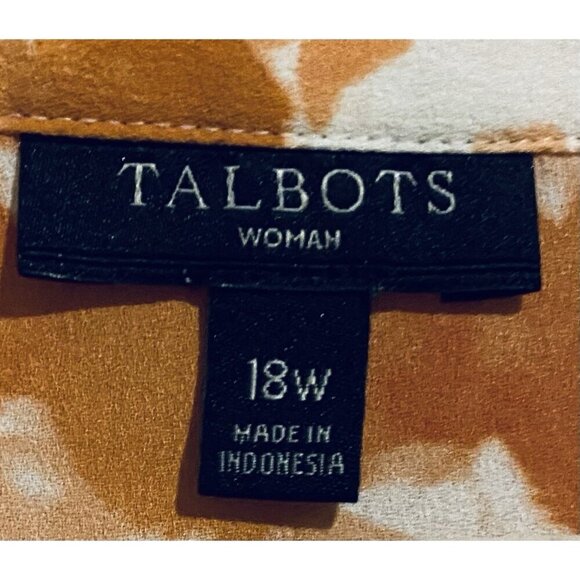 TALBOTS
WOMAN
18W
MADE IN
INDONESIA